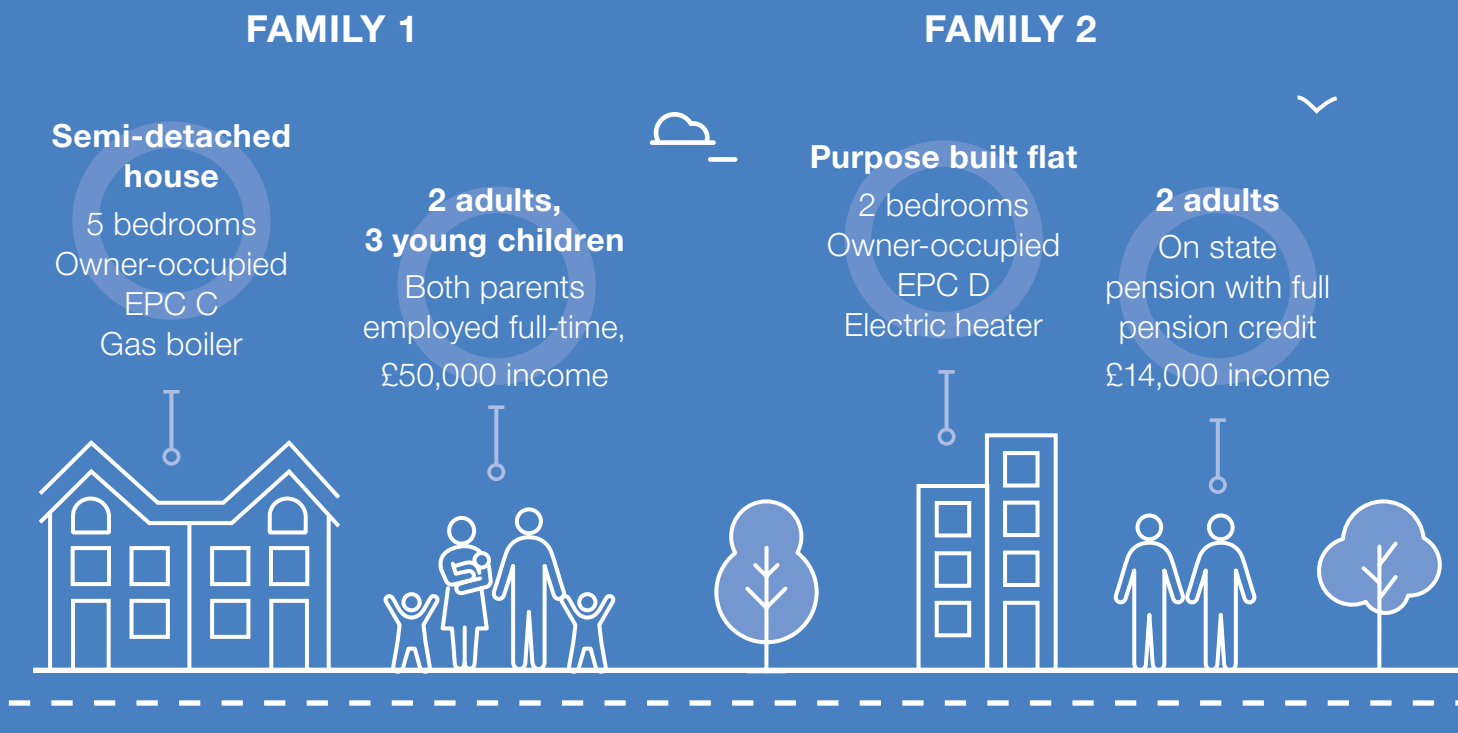 FAMILY 1
Semi-detached
house
5 bedrooms
Owner-occupied
EPC C
Gas boiler
2 adults,
3 young children
Both parents
employed full-time,
£50,000 income
FAMILY 2
Purpose built flat
2 bedrooms
Owner-occupied
EPC D
Electric heater
2 adults
On state
pension with full
pension credit
£14,000 income